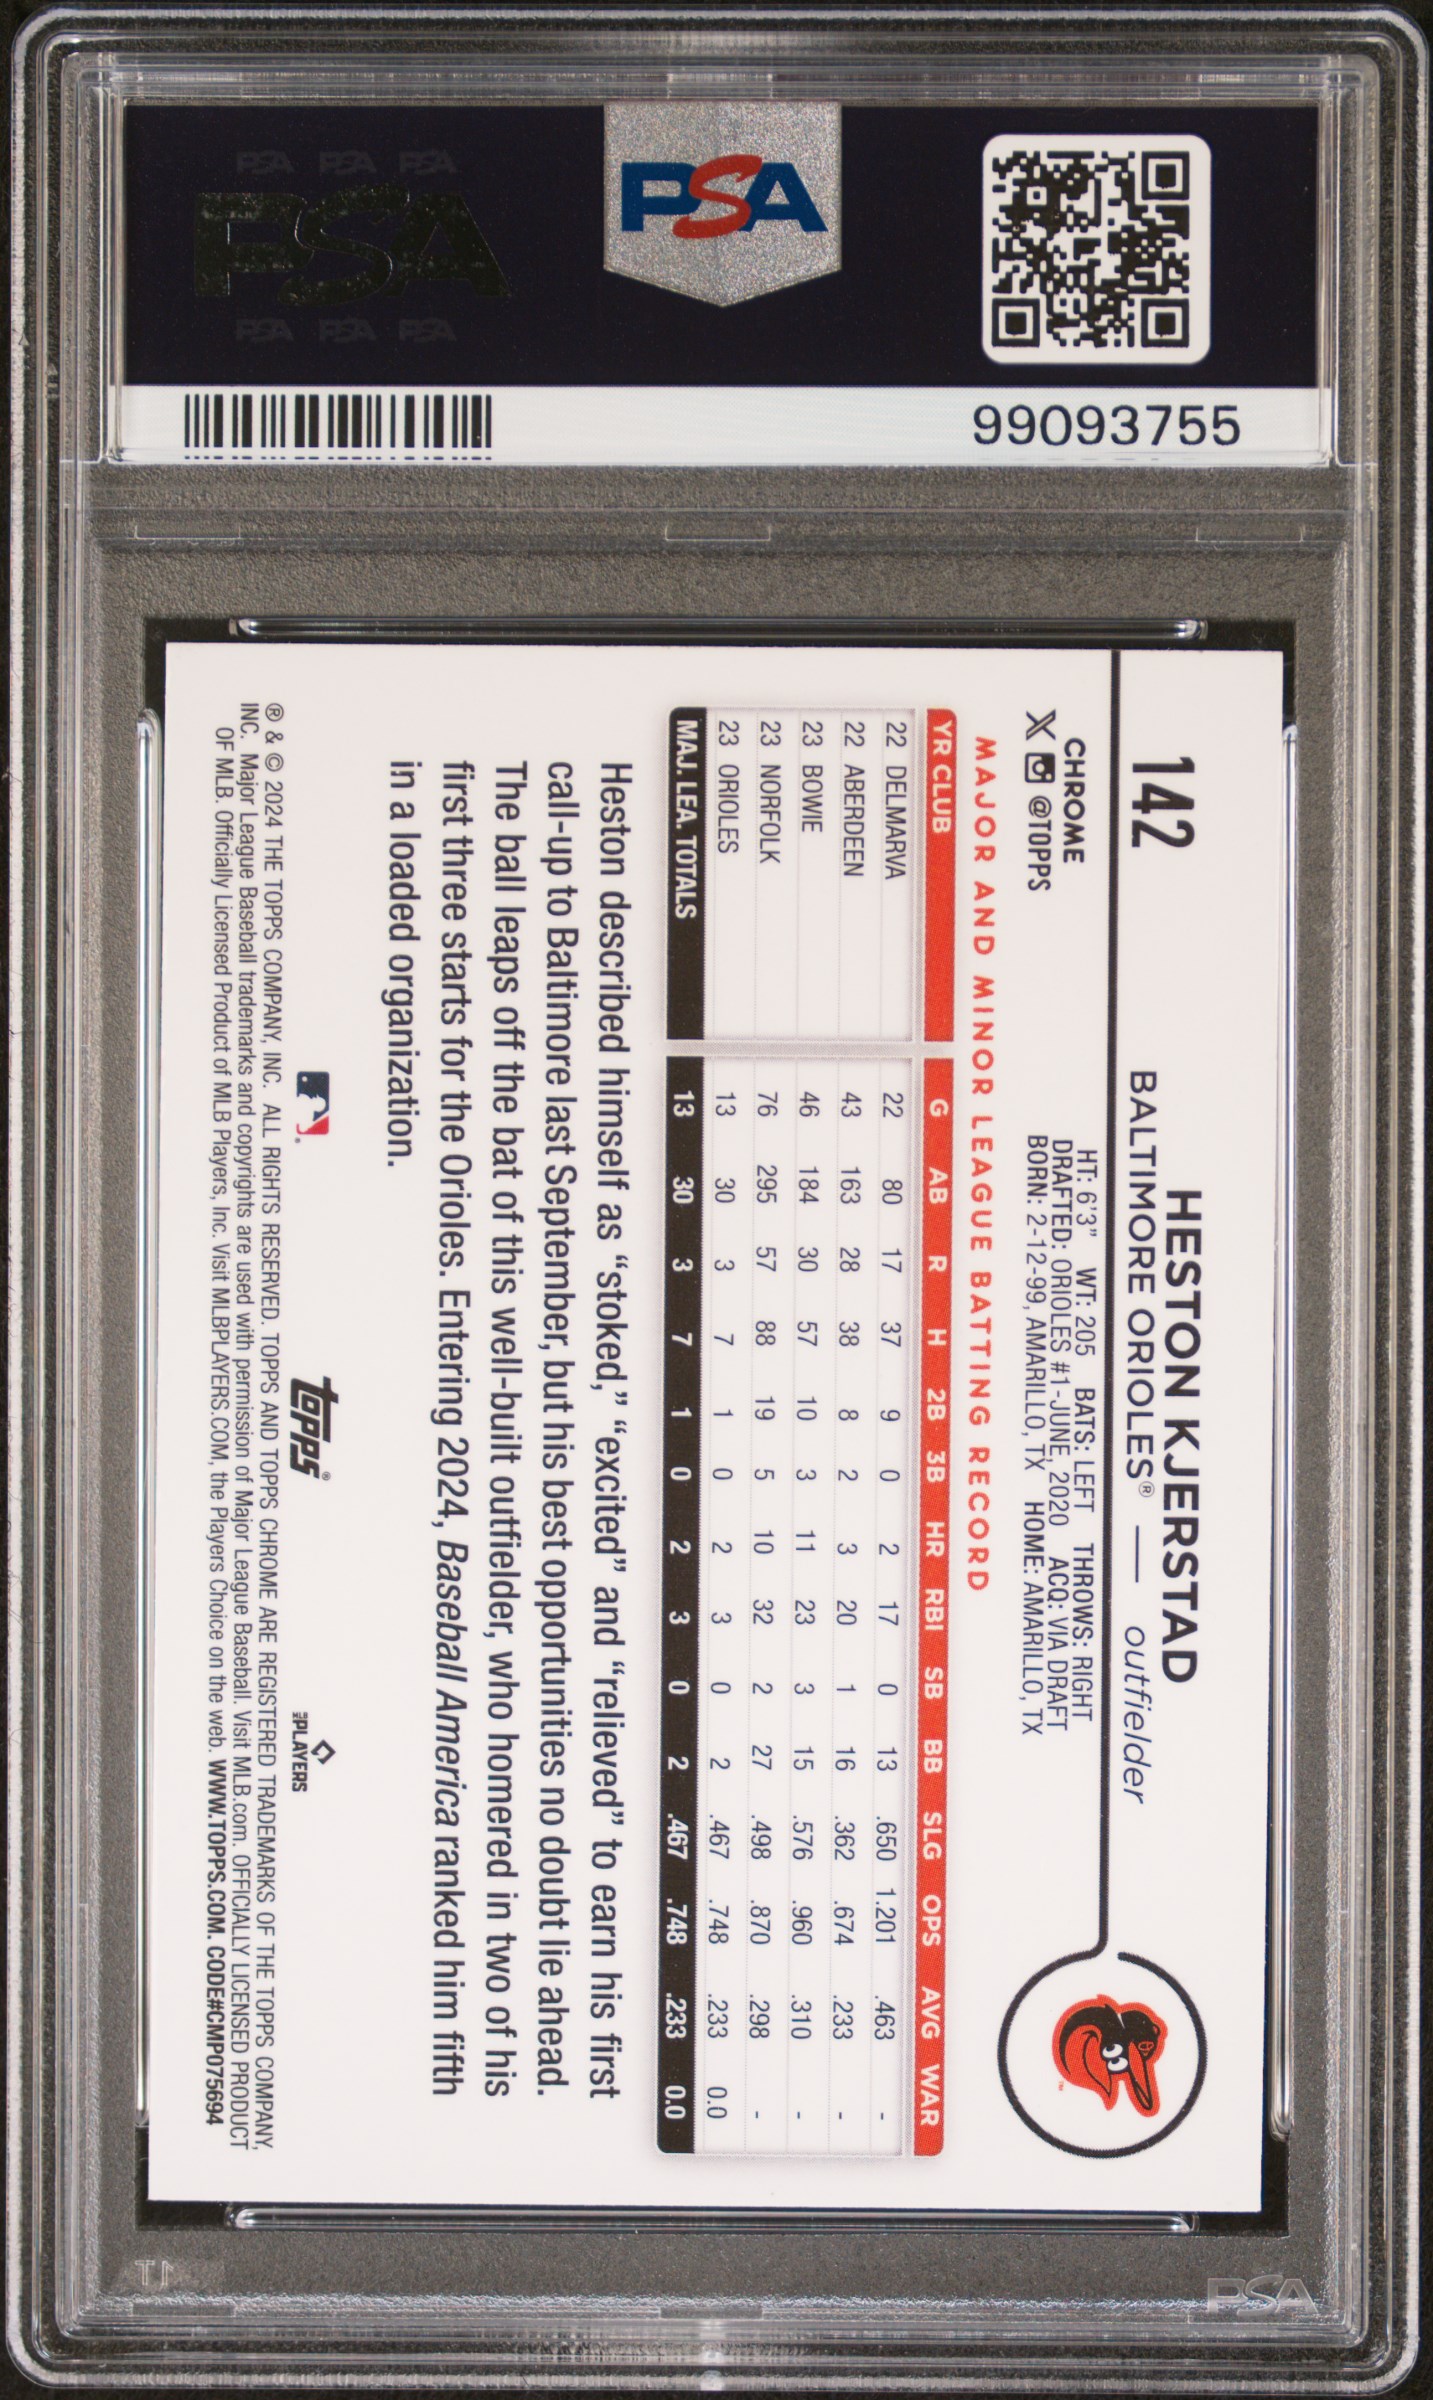 PSA PSA PSA
PSA
PSA PSA PSA
PSA
99093755
142
HESTON KJERSTAD
BALTIMORE ORIOLES® — outfielder
CHROME
X @TOPPS
HT: 6'3" WT: 205 BATS: LEFT THROWS: RIGHT
DRAFTED: ORIOLES #1-JUNE, 2020 ACQ: VIA DRAFT
BORN: 2-12-99, AMARILLO, TX HOME: AMARILLO, TX
MAJOR AND MINOR LEAGUE BATTING RECORD
YR CLUB G AB R H 2B 3B HR RBI SB BB SLG OPS AVG WAR
22 DELMARVA 22 80 17 37 9 0 2 17 0 13 .650 1.201 .463 -
22 ABERDEEN 43 163 28 38 8 2 3 20 1 16 .362 .674 .233 -
23 BOWIE 46 184 30 57 10 3 11 23 3 15 .576 .960 .310 -
23 NORFOLK 76 295 57 88 19 5 10 32 2 27 .498 .870 .298 -
23 ORIOLES 13 30 3 7 1 0 2 3 0 2 .467 .748 .233 0.0
MAJ. LEA. TOTALS 13 30 3 7 1 0 2 3 0 2 .467 .748 .233 0.0
Heston described himself as “stoked,” “excited” and “relieved” to earn his first
call-up to Baltimore last September, but his best opportunities no doubt lie ahead.
The ball leaps off the bat of this well-built outfielder, who homered in two of his
first three starts for the Orioles. Entering 2024, Baseball America ranked him fifth
in a loaded organization.
topps®
PLAYERS
® & © 2024 THE TOPPS COMPANY, INC. ALL RIGHTS RESERVED. TOPPS AND TOPPS CHROME ARE REGISTERED TRADEMARKS OF THE TOPPS COMPANY,
INC. Major League Baseball trademarks and copyrights are used with permission of Major League Baseball. Visit MLB.com. OFFICIALLY LICENSED PRODUCT
OF MLB. Officially Licensed Product of MLB Players, Inc. Visit MLBPLAYERS.COM, the Players Choice on the web. WWW.TOPPS.COM. CODE#CMP075694
PSA